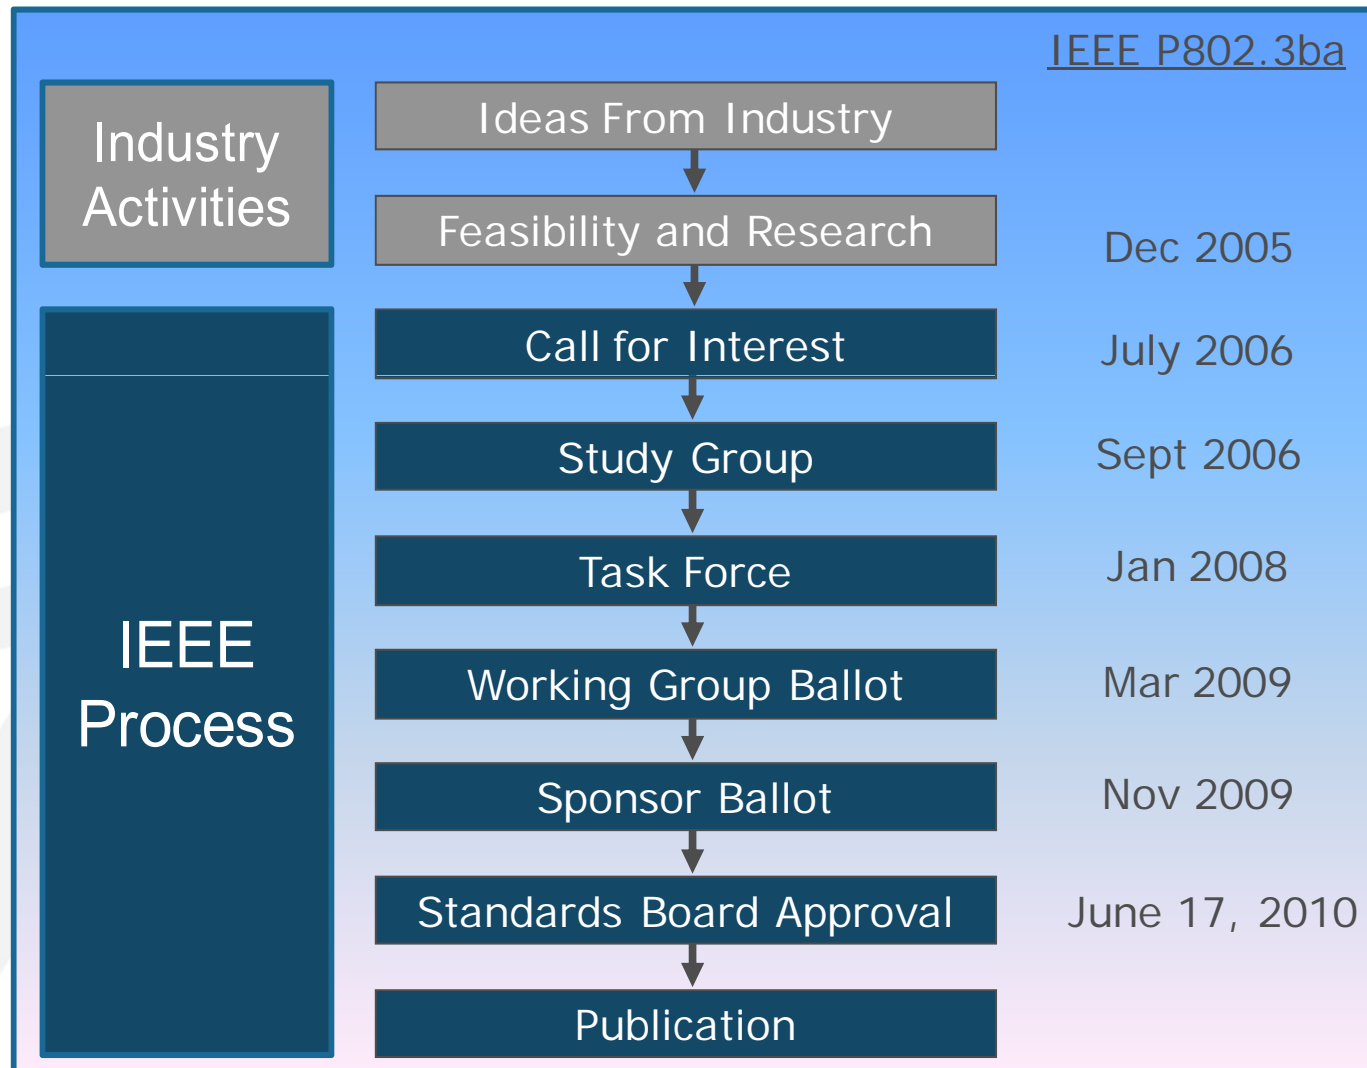 IEEE P802.3ba
Industry
Activities
Ideas From Industry
Feasibility and Research
Dec 2005
IEEE
Process
Call for Interest
July 2006
Study Group
Sept 2006
Task Force
Jan 2008
Working Group Ballot
Mar 2009
Sponsor Ballot
Nov 2009
Standards Board Approval
June 17, 2010
Publication